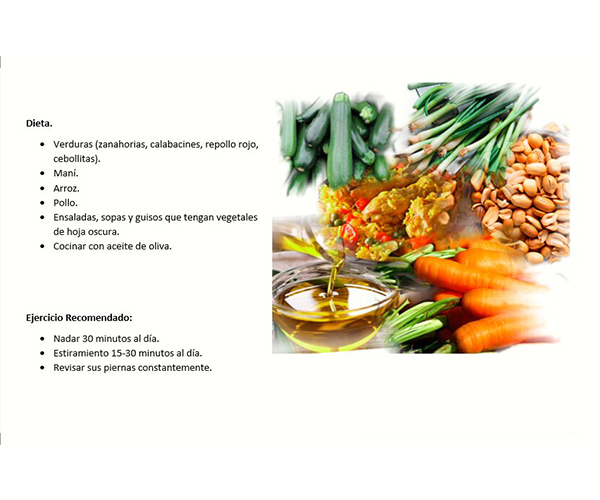 Dieta.
• Verduras (zanahorias, calabacines, repollo rojo,
cebollitas).
• Maní.
• Arroz.
• Pollo.
• Ensaladas, sopas y guisos que tengan vegetales
de hoja oscura.
• Cocinar con aceite de oliva.
Ejercicio Recomendado:
• Nadar 30 minutos al día.
• Estiramiento 15-30 minutos al día.
• Revisar sus piernas constantemente.